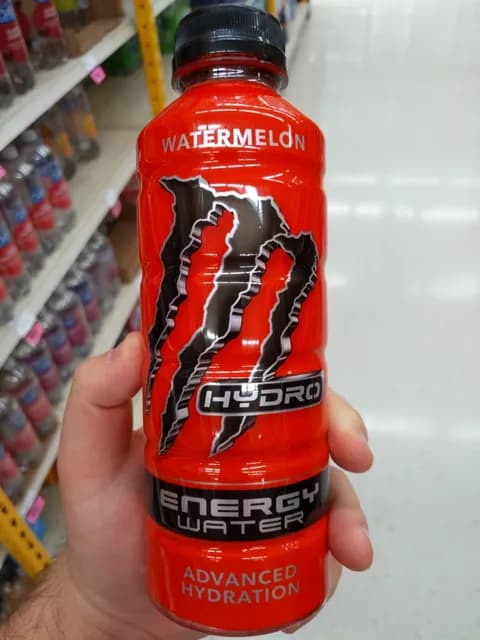 WATERMELON
HYDRO
ENERGY
WATER
ADVANCED
HYDRATION